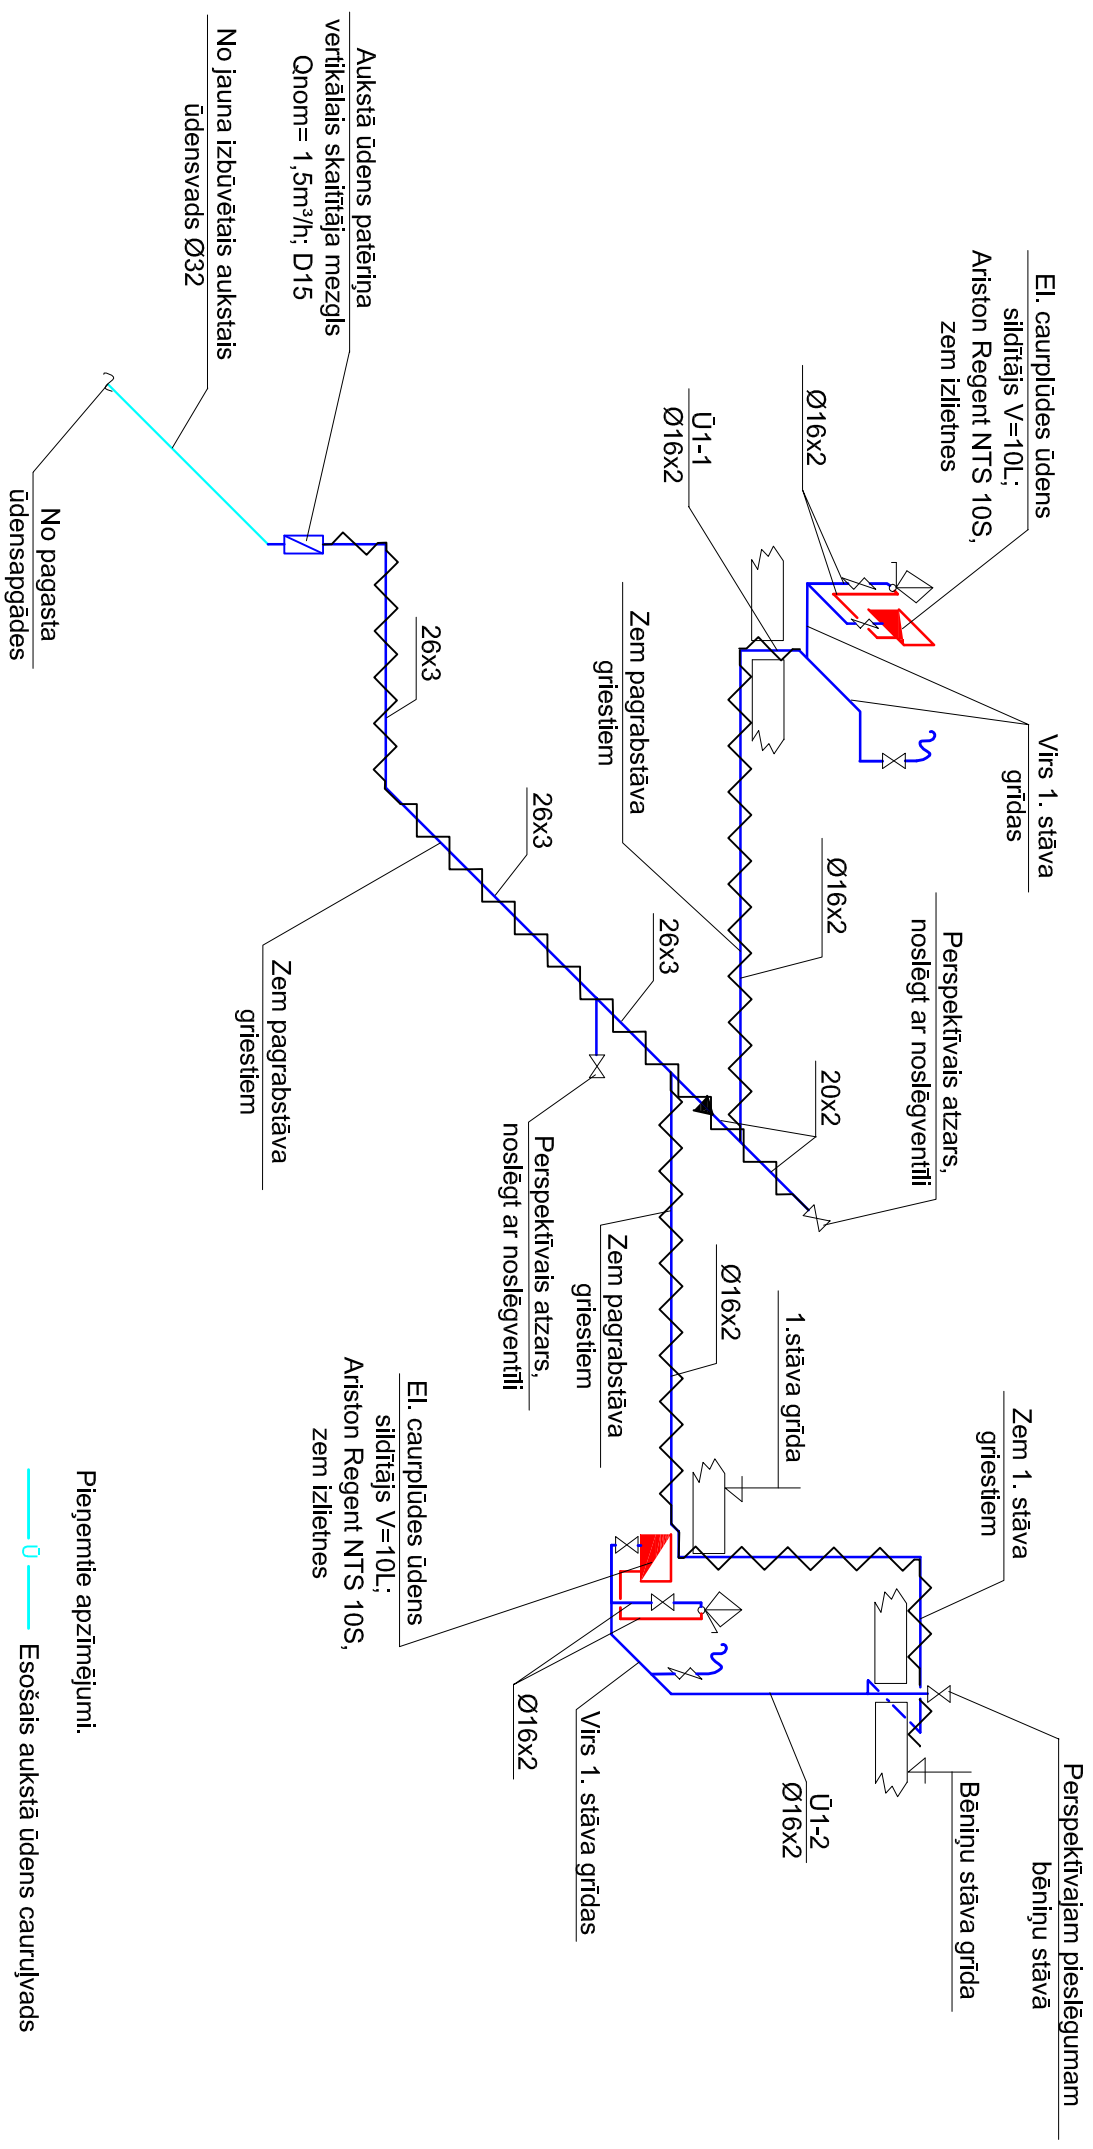 El. caurplūdes ūdens
sildītājs V=10L;
Ariston Regent NTS 10S,
zem izlietnes
Ø16x2
Ū1-1
Ø16x2
Aukstā ūdens patēriņa
vertikālais skaitītāja mezgls
Qnom= 1,5m³/h; D15
No jauna izbūvētais aukstais
ūdensvads Ø32
No pagasta
ūdensapgādes
Virs 1. stāva
grīdas
Zem pagrabstāva
griestiem
26x3
Ø16x2
Perspektīvais atzars,
noslēgt ar noslēgventīli
26x3
26x3
20x2
Zem pagrabstāva
griestiem
Perspektīvais atzars,
noslēgt ar noslēgventīli
Zem pagrabstāva
griestiem
Ø16x2
1.stāva grīda
Zem 1. stāva
griestiem
El. caurplūdes ūdens
sildītājs V=10L;
Ariston Regent NTS 10S,
zem izlietnes
Perspektīvajam pieslēgumam
bēniņu stāvā
Bēniņu stāva grīda
Ū1-2
Ø16x2
Virs 1. stāva grīdas
Ø16x2
Pieņemtie apzīmējumi.
Ū
Esošais aukstā ūdens cauruļvads